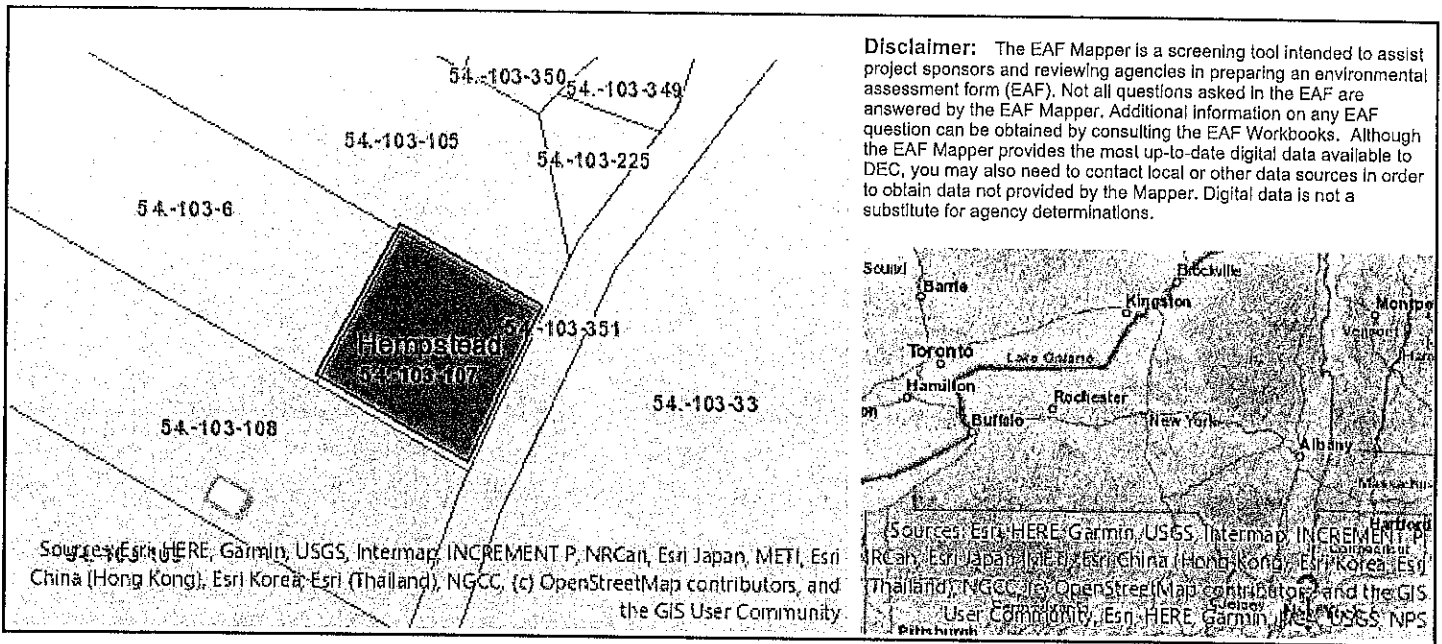 54.-103-350
54.-103-349
54.-103-105
54.-103-225
54.-103-6
54.-103-351
Hempstead
54.-103-107
54.-103-33
54.-103-108
Sources: Esri, HERE, Garmin, USGS, Intermap, INCREMENT P, NRCan, Esri Japan, METI, Esri
China (Hong Kong), Esri Korea, Esri (Thailand), NGCC, (c) OpenStreetMap contributors, and
the GIS User Community
Disclaimer: The EAF Mapper is a screening tool intended to assist
project sponsors and reviewing agencies in preparing an environmental
assessment form (EAF). Not all questions asked in the EAF are
answered by the EAF Mapper. Additional information on any EAF
question can be obtained by consulting the EAF Workbooks. Although
the EAF Mapper provides the most up-to-date digital data available to
DEC, you may also need to contact local or other data sources in order
to obtain data not provided by the Mapper. Digital data is not a
substitute for agency determinations.
Barrie
Brockville
Kingston
Montpe
Vermont
Toronto
Lake Ontario
Hamilton
Rochester
Buffalo
New York
Albany
Massachus
Hartford
Sources: Esri, HERE, Garmin, USGS, Intermap, INCREMENT P,
NRCan, Esri Japan, METI, Esri China (Hong Kong), Esri Korea, Esri
(Thailand), NGCC, (c) OpenStreetMap contributors, and the GIS
User Community, Esri, HERE, Garmin, USGS, NPS
Pittsburgh